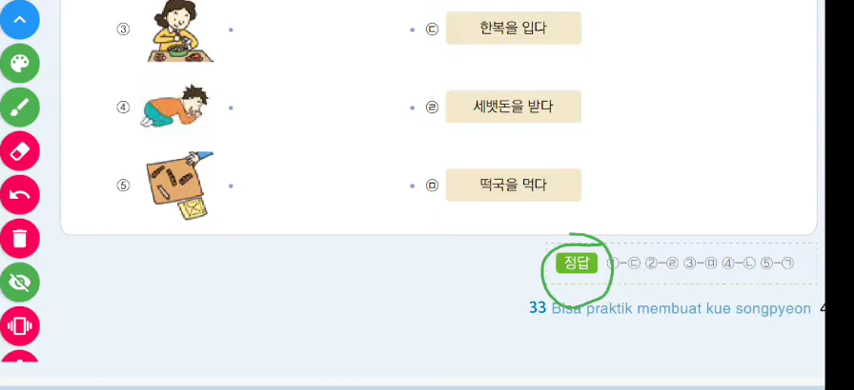 ③ ㉢ 한복을 입다
④ ㉣ 세뱃돈을 받다
⑤ ㉤ 떡국을 먹다
정답 ①-㉢ ②-㉣ ③-㉤ ④-㉡ ⑤-㉠
33 Bisa praktik membuat kue songpyeon 4